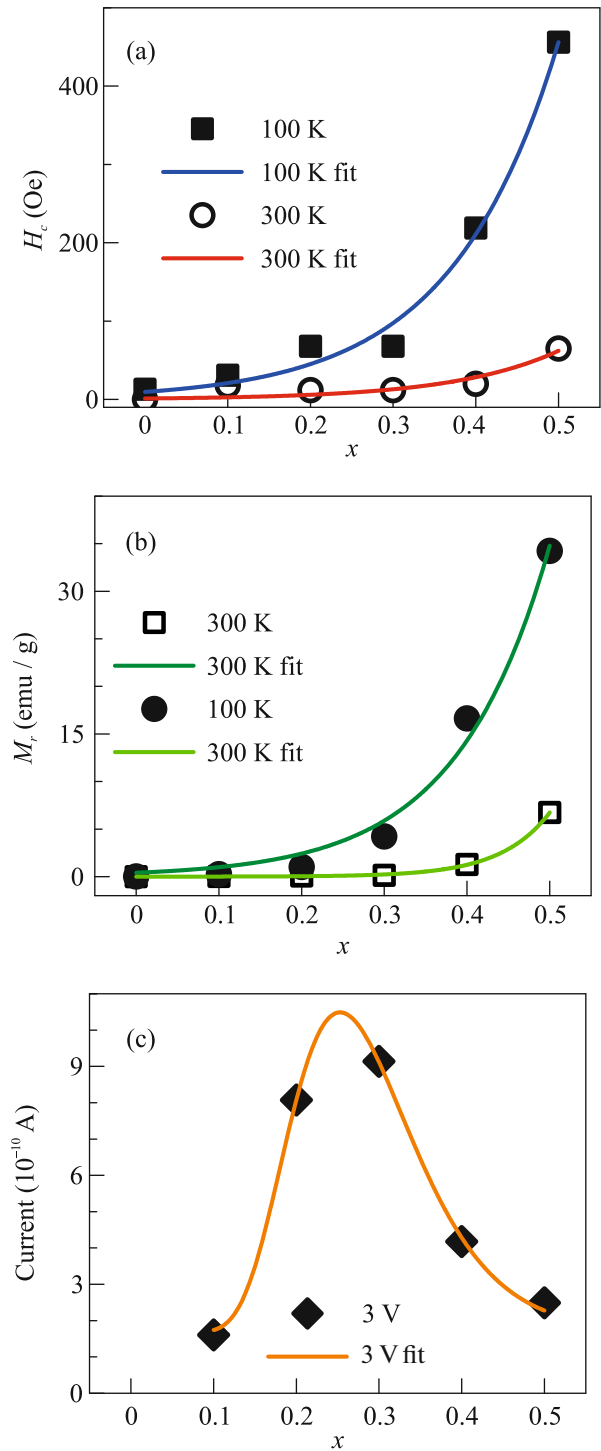 (a)
400
100 K
100 K fit
300 K
200
300 K fit
H_c (Oe)
0
0 0.1 0.2 0.3 0.4 0.5
x
(b)
30
300 K
300 K fit
15
100 K
300 K fit
M_r (emu / g)
0
0 0.1 0.2 0.3 0.4 0.5
x
(c)
9
6
Current (10⁻¹⁰ A)
3
3 V
3 V fit
0
0 0.1 0.2 0.3 0.4 0.5
x